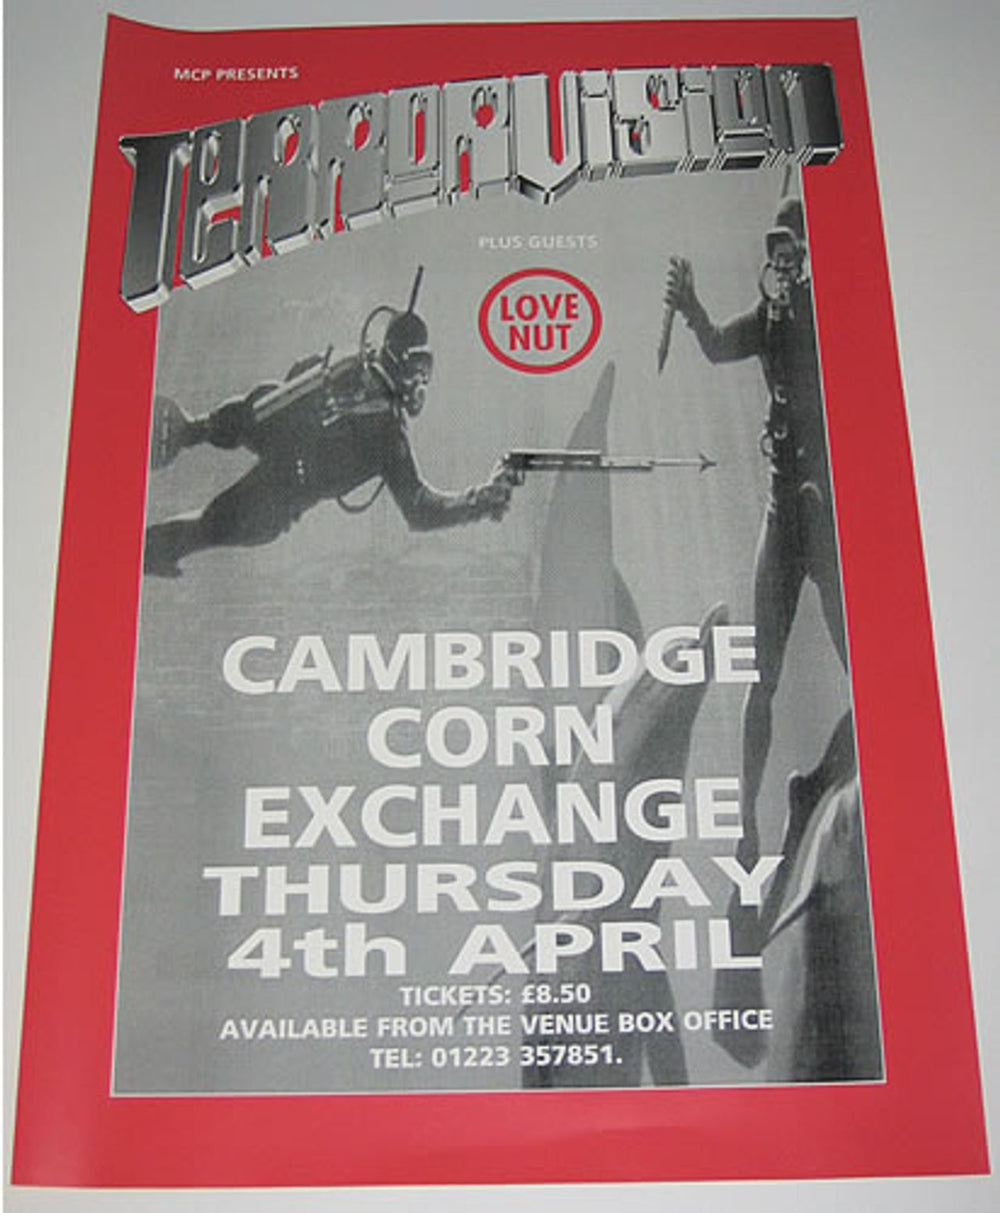 MCP PRESENTS
TERRORVISION
PLUS GUESTS
LOVE
NUT
CAMBRIDGE
CORN
EXCHANGE
THURSDAY
4th APRIL
TICKETS: £8.50
AVAILABLE FROM THE VENUE BOX OFFICE
TEL: 01223 357851.